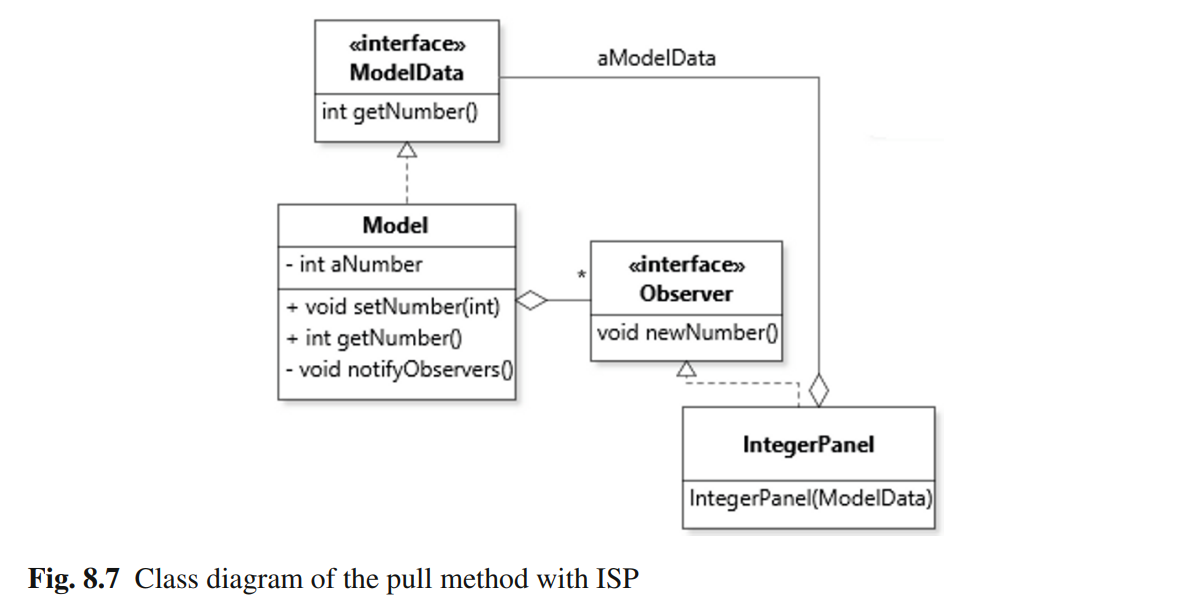 «interface»
ModelData
int getNumber()
aModelData
Model
- int aNumber
+ void setNumber(int)
+ int getNumber()
- void notifyObservers()
*
«interface»
Observer
void newNumber()
IntegerPanel
IntegerPanel(ModelData)
Fig. 8.7 Class diagram of the pull method with ISP